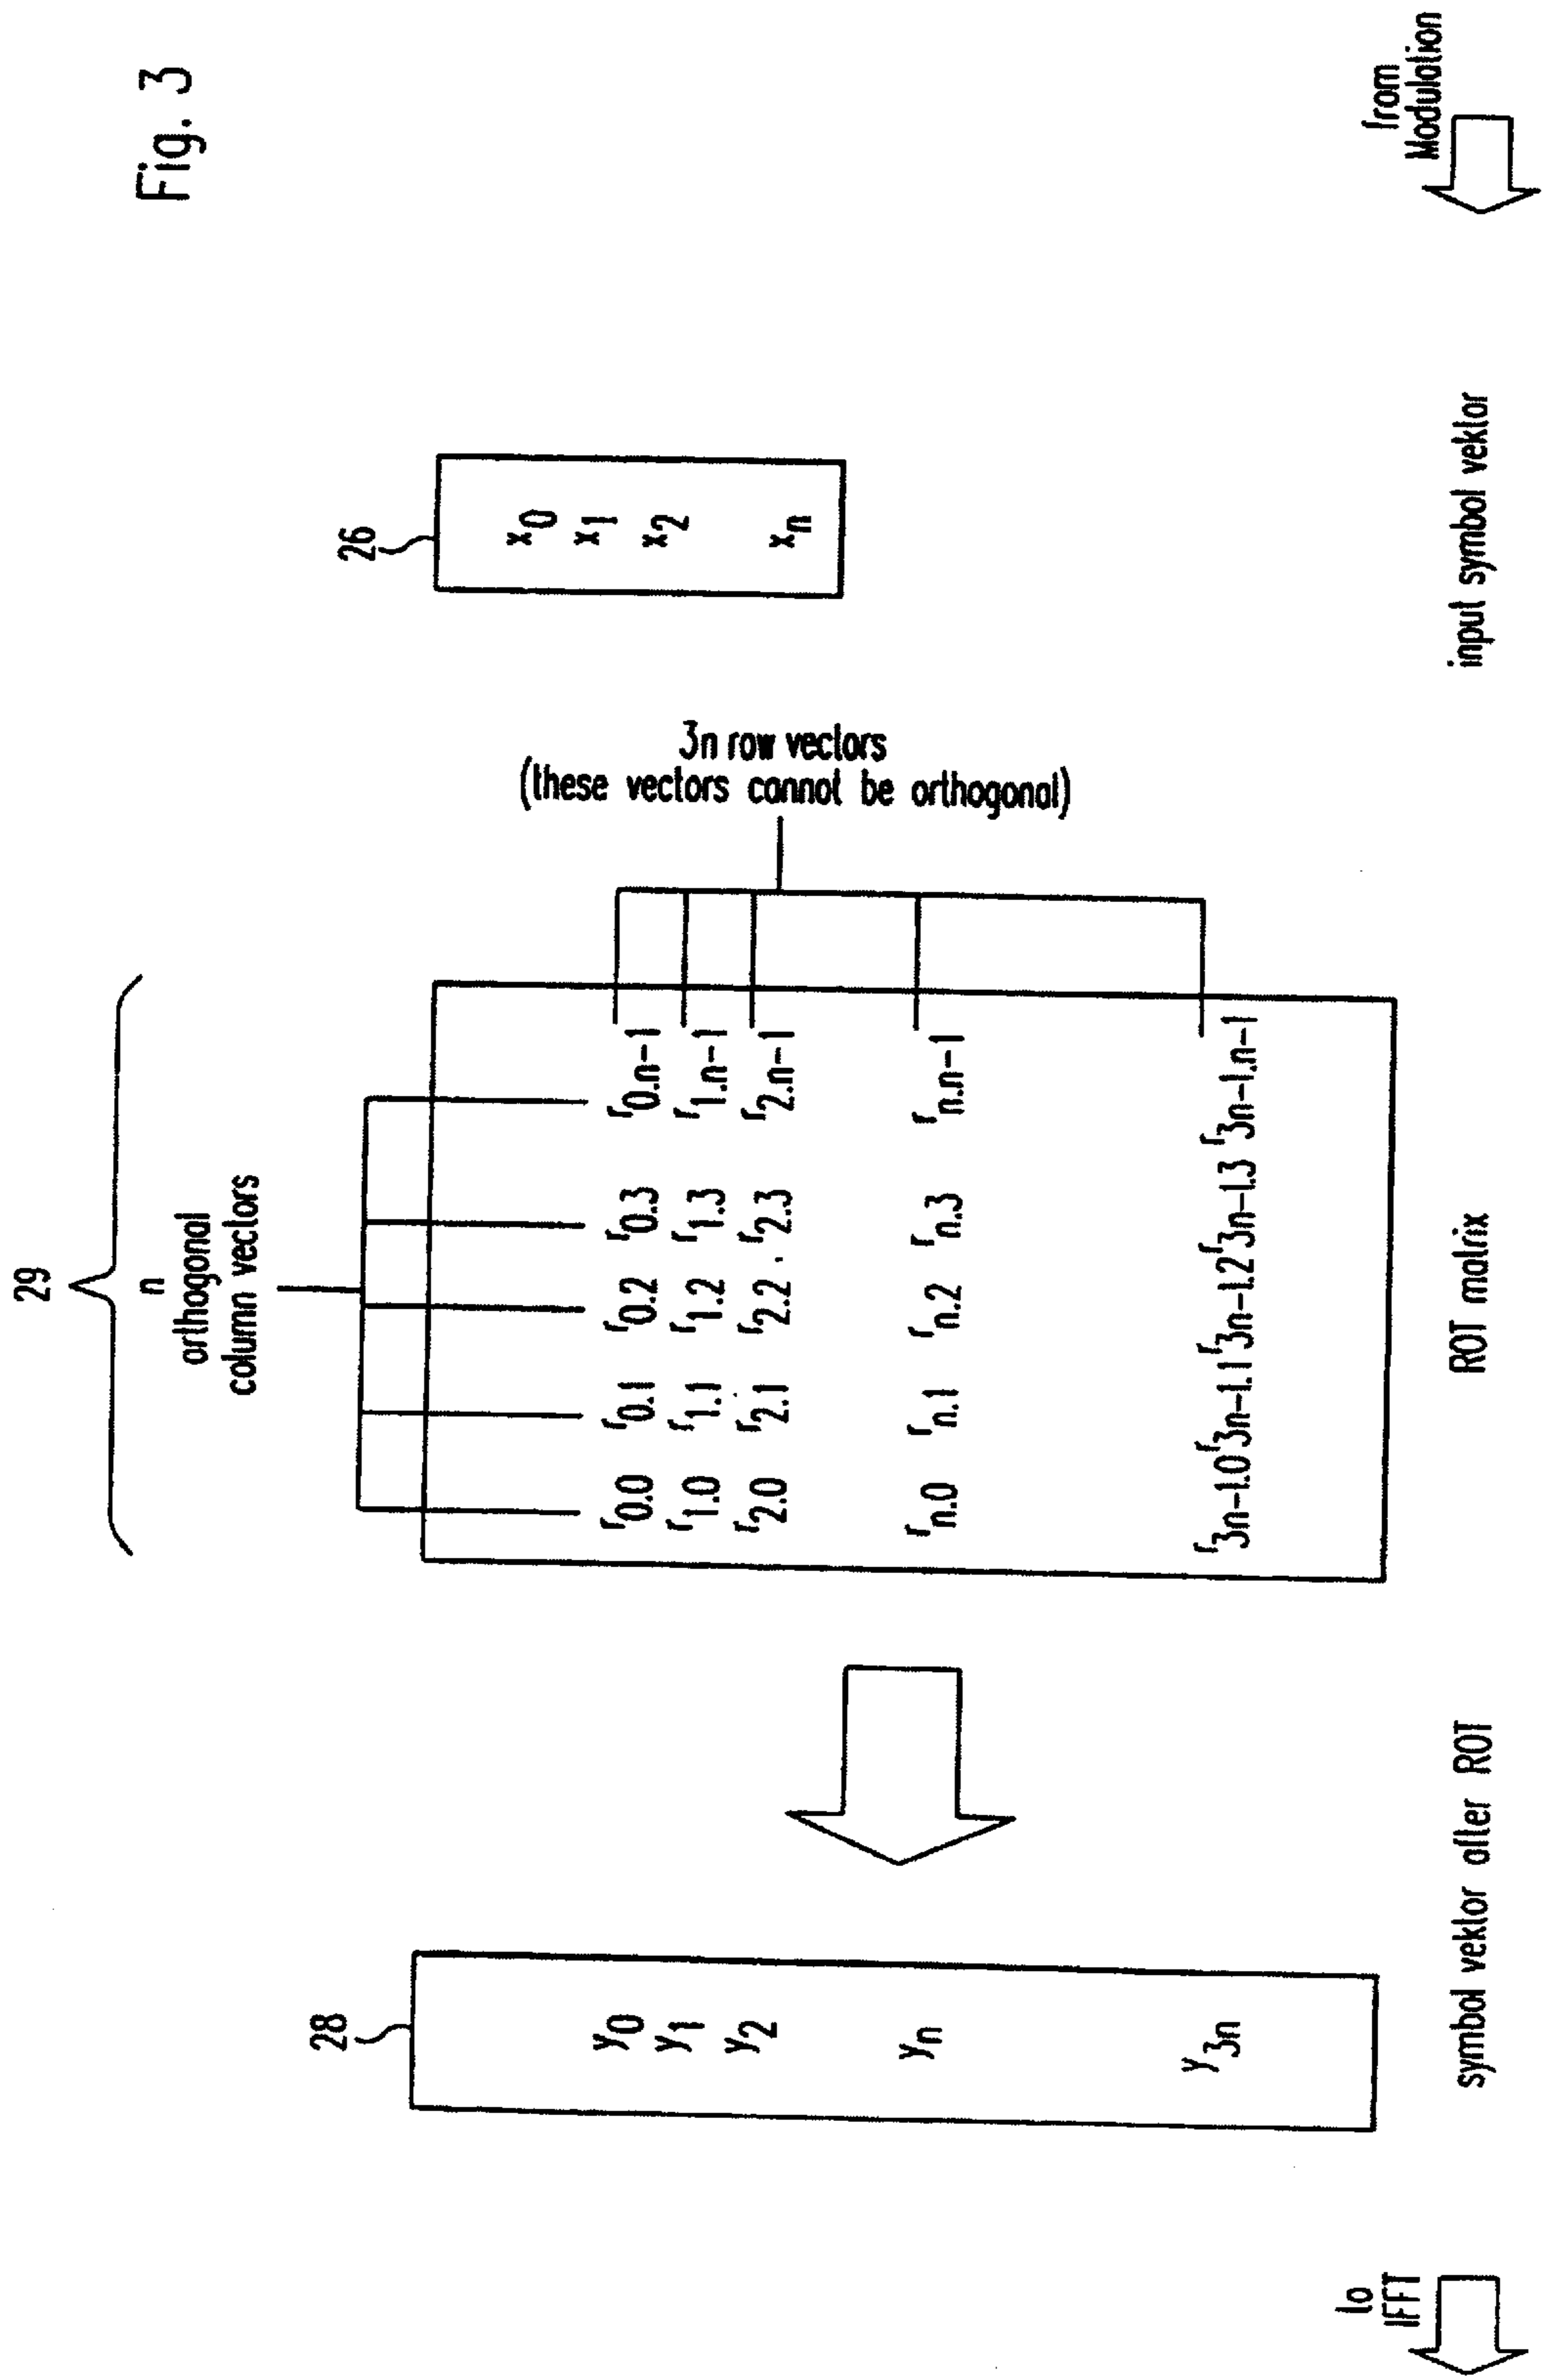 Fig. 3
29
n
orthogonal
column vectors
3n row vectors
(these vectors cannot be orthogonal)
28
y0
y1
y2
yn
y3n
r0.0 r0.1 r0.2 r0.3 r0.n-1
r1.0 r1.1 r1.2 r1.3 r1.n-1
r2.0 r2.1 r2.2 r2.3 r2.n-1
rn.0 rn.1 rn.2 rn.3 rn.n-1
r3n-1.0 r3n-1.1 r3n-1.2 r3n-1.3 r3n-1.n-1
26
x0
x1
x2
xn
to
IFFT
symbol vektor after ROT
ROT matrix
input symbol vektor
from
Modulation